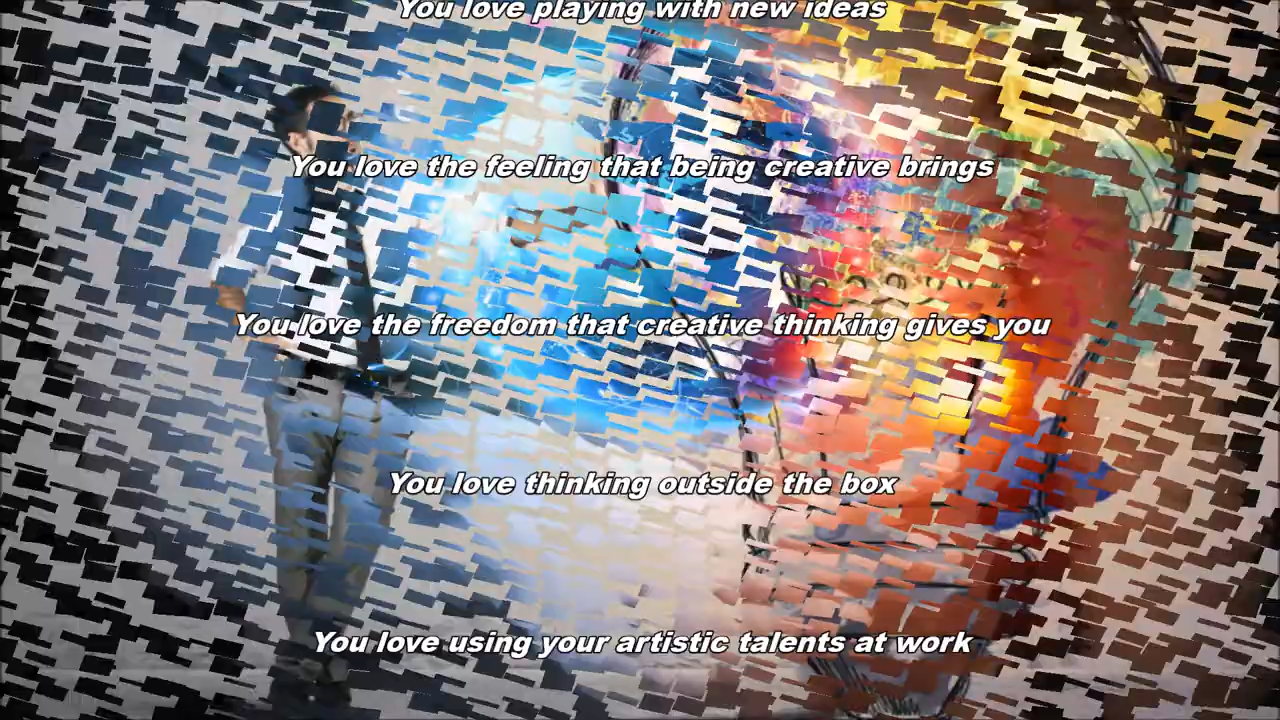 You love playing with new ideas
You love the feeling that being creative brings
You love the freedom that creative thinking gives you
You love thinking outside the box
You love using your artistic talents at work